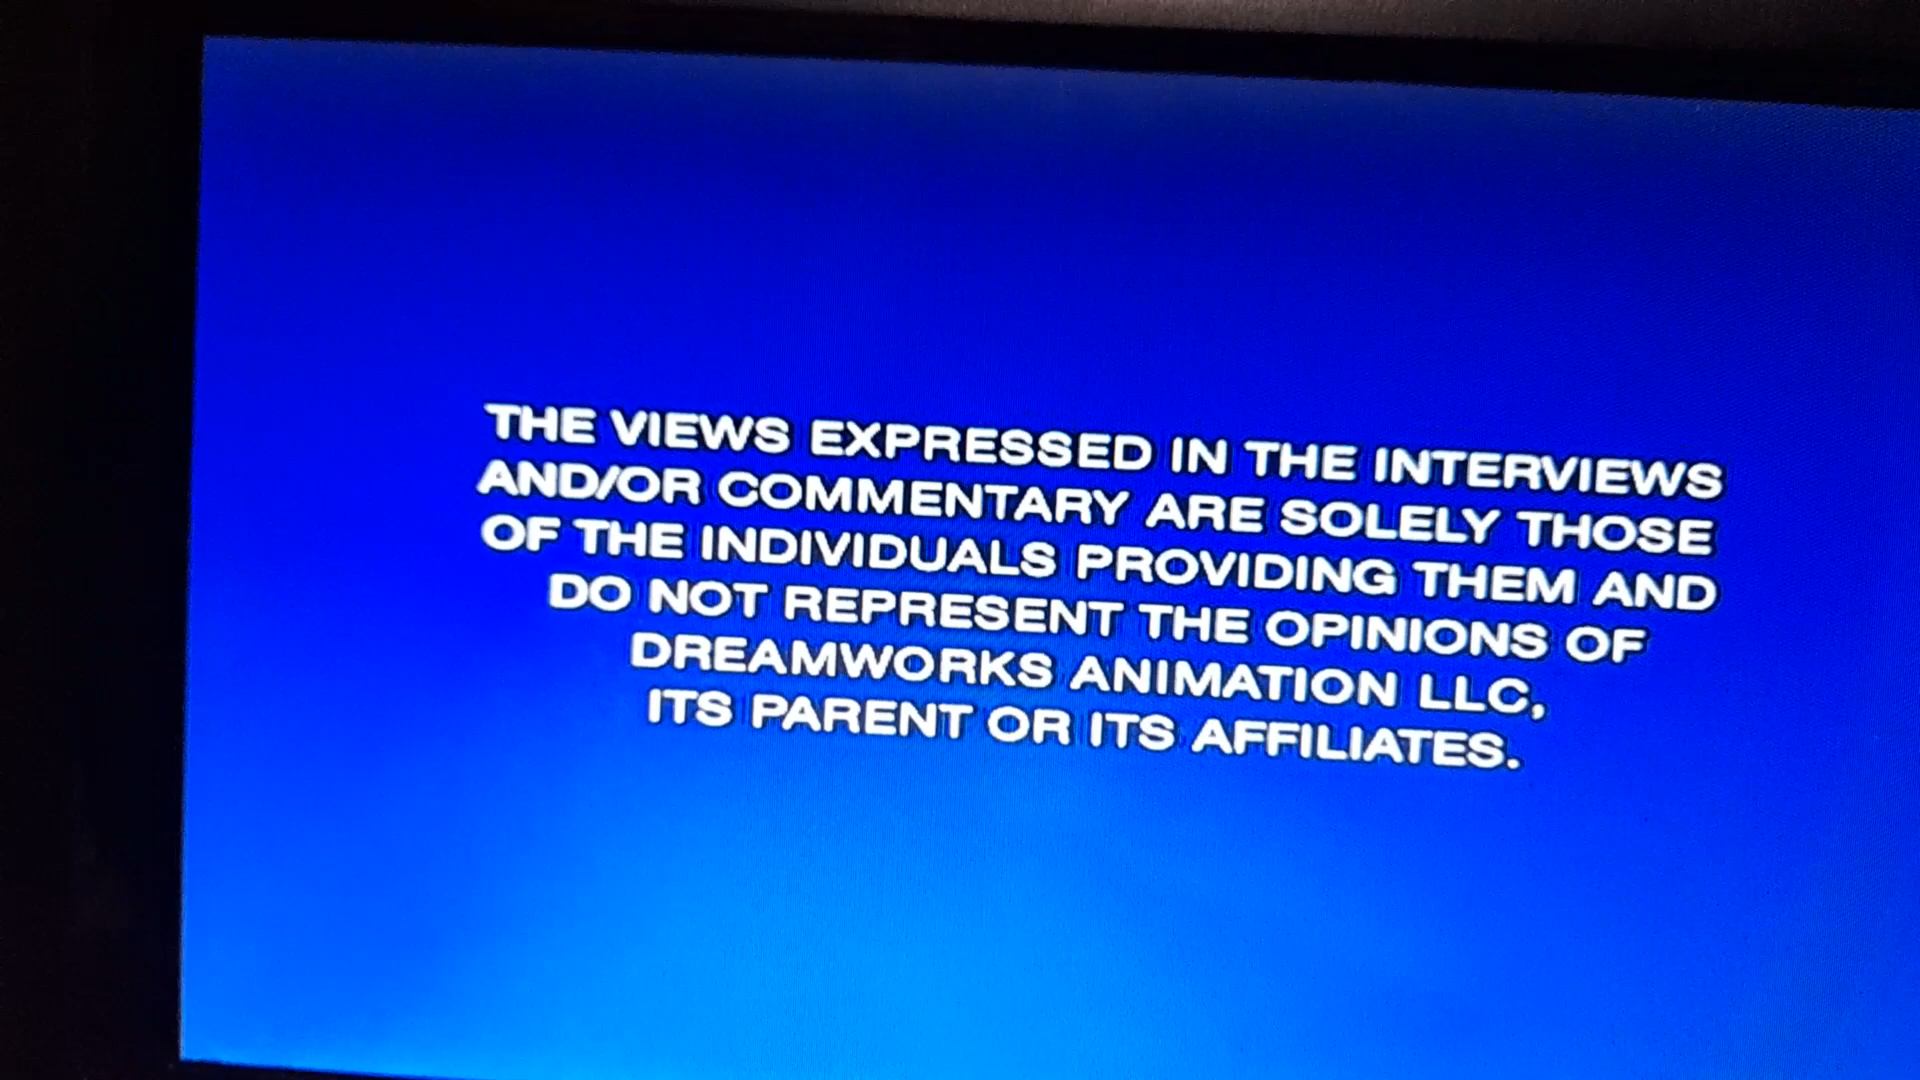 THE VIEWS EXPRESSED IN THE INTERVIEWS
AND/OR COMMENTARY ARE SOLELY THOSE
OF THE INDIVIDUALS PROVIDING THEM AND
DO NOT REPRESENT THE OPINIONS OF
DREAMWORKS ANIMATION LLC,
ITS PARENT OR ITS AFFILIATES.